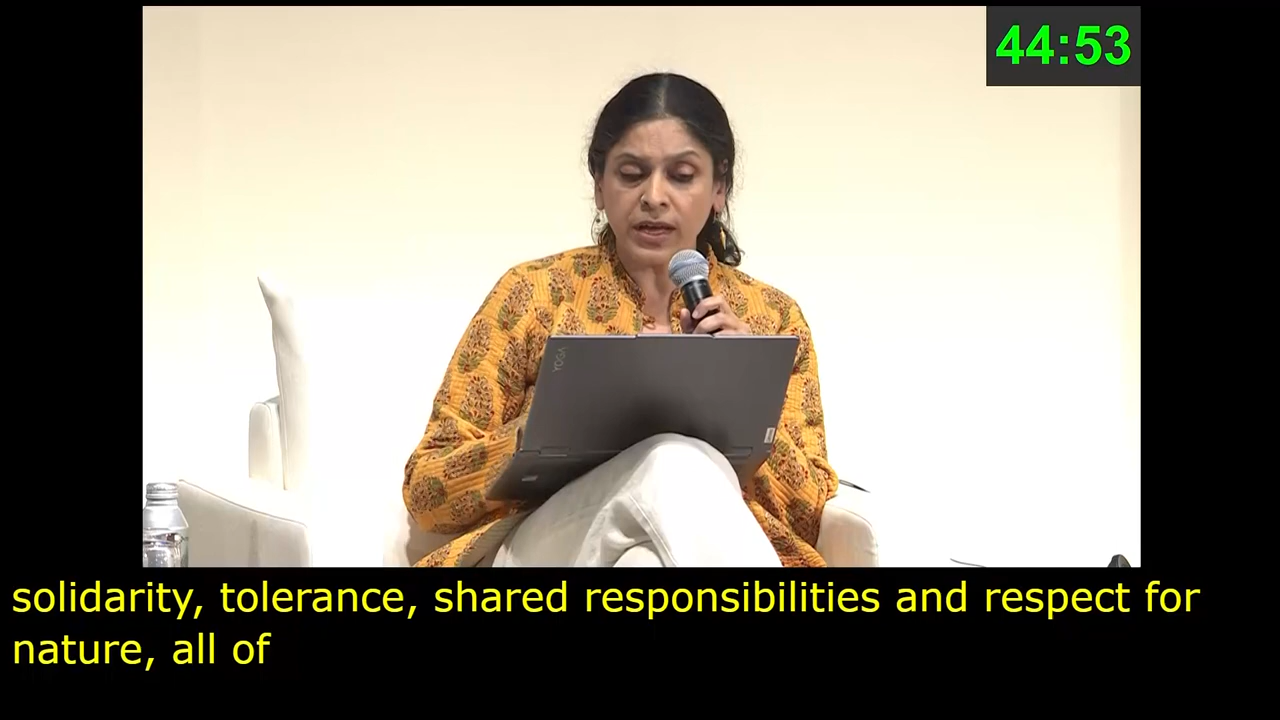 44:53
YOGA
solidarity, tolerance, shared responsibilities and respect for
nature, all of